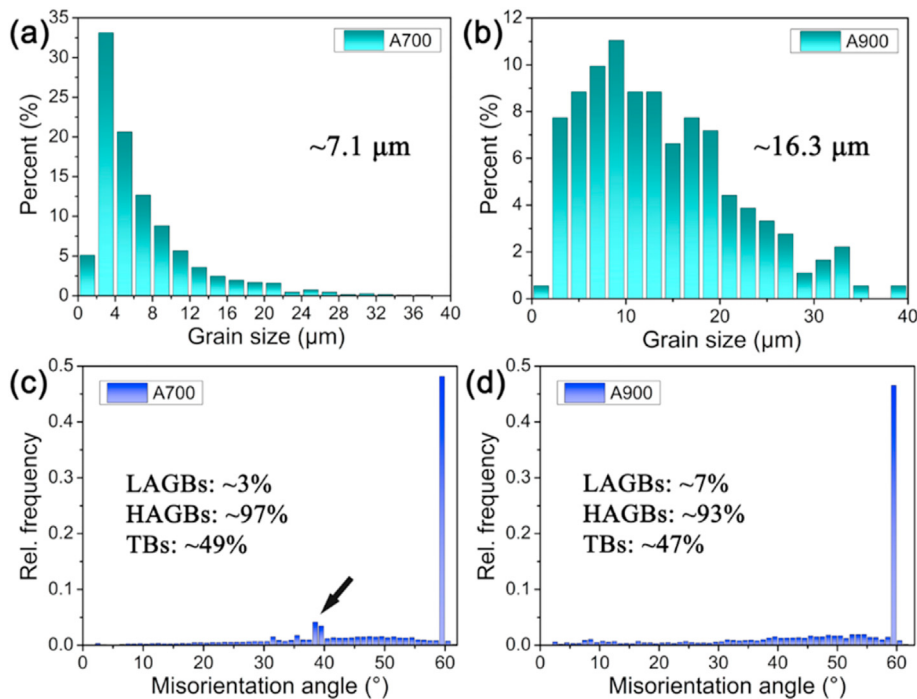 (a)
A700
~7.1 µm
Percent (%)
35
30
25
20
15
10
5
0
0 4 8 12 16 20 24 28 32 36 40
Grain size (µm)
(b)
A900
~16.3 µm
Percent (%)
12
10
8
6
4
2
0
0 10 20 30 40
Grain size (µm)
(c)
A700
LAGBs: ~3%
HAGBs: ~97%
TBs: ~49%
Rel. frequency
0.5
0.4
0.3
0.2
0.1
0.0
0 10 20 30 40 50 60
Misorientation angle (°)
(d)
A900
LAGBs: ~7%
HAGBs: ~93%
TBs: ~47%
Rel. frequency
0.5
0.4
0.3
0.2
0.1
0.0
0 10 20 30 40 50 60
Misorientation angle (°)